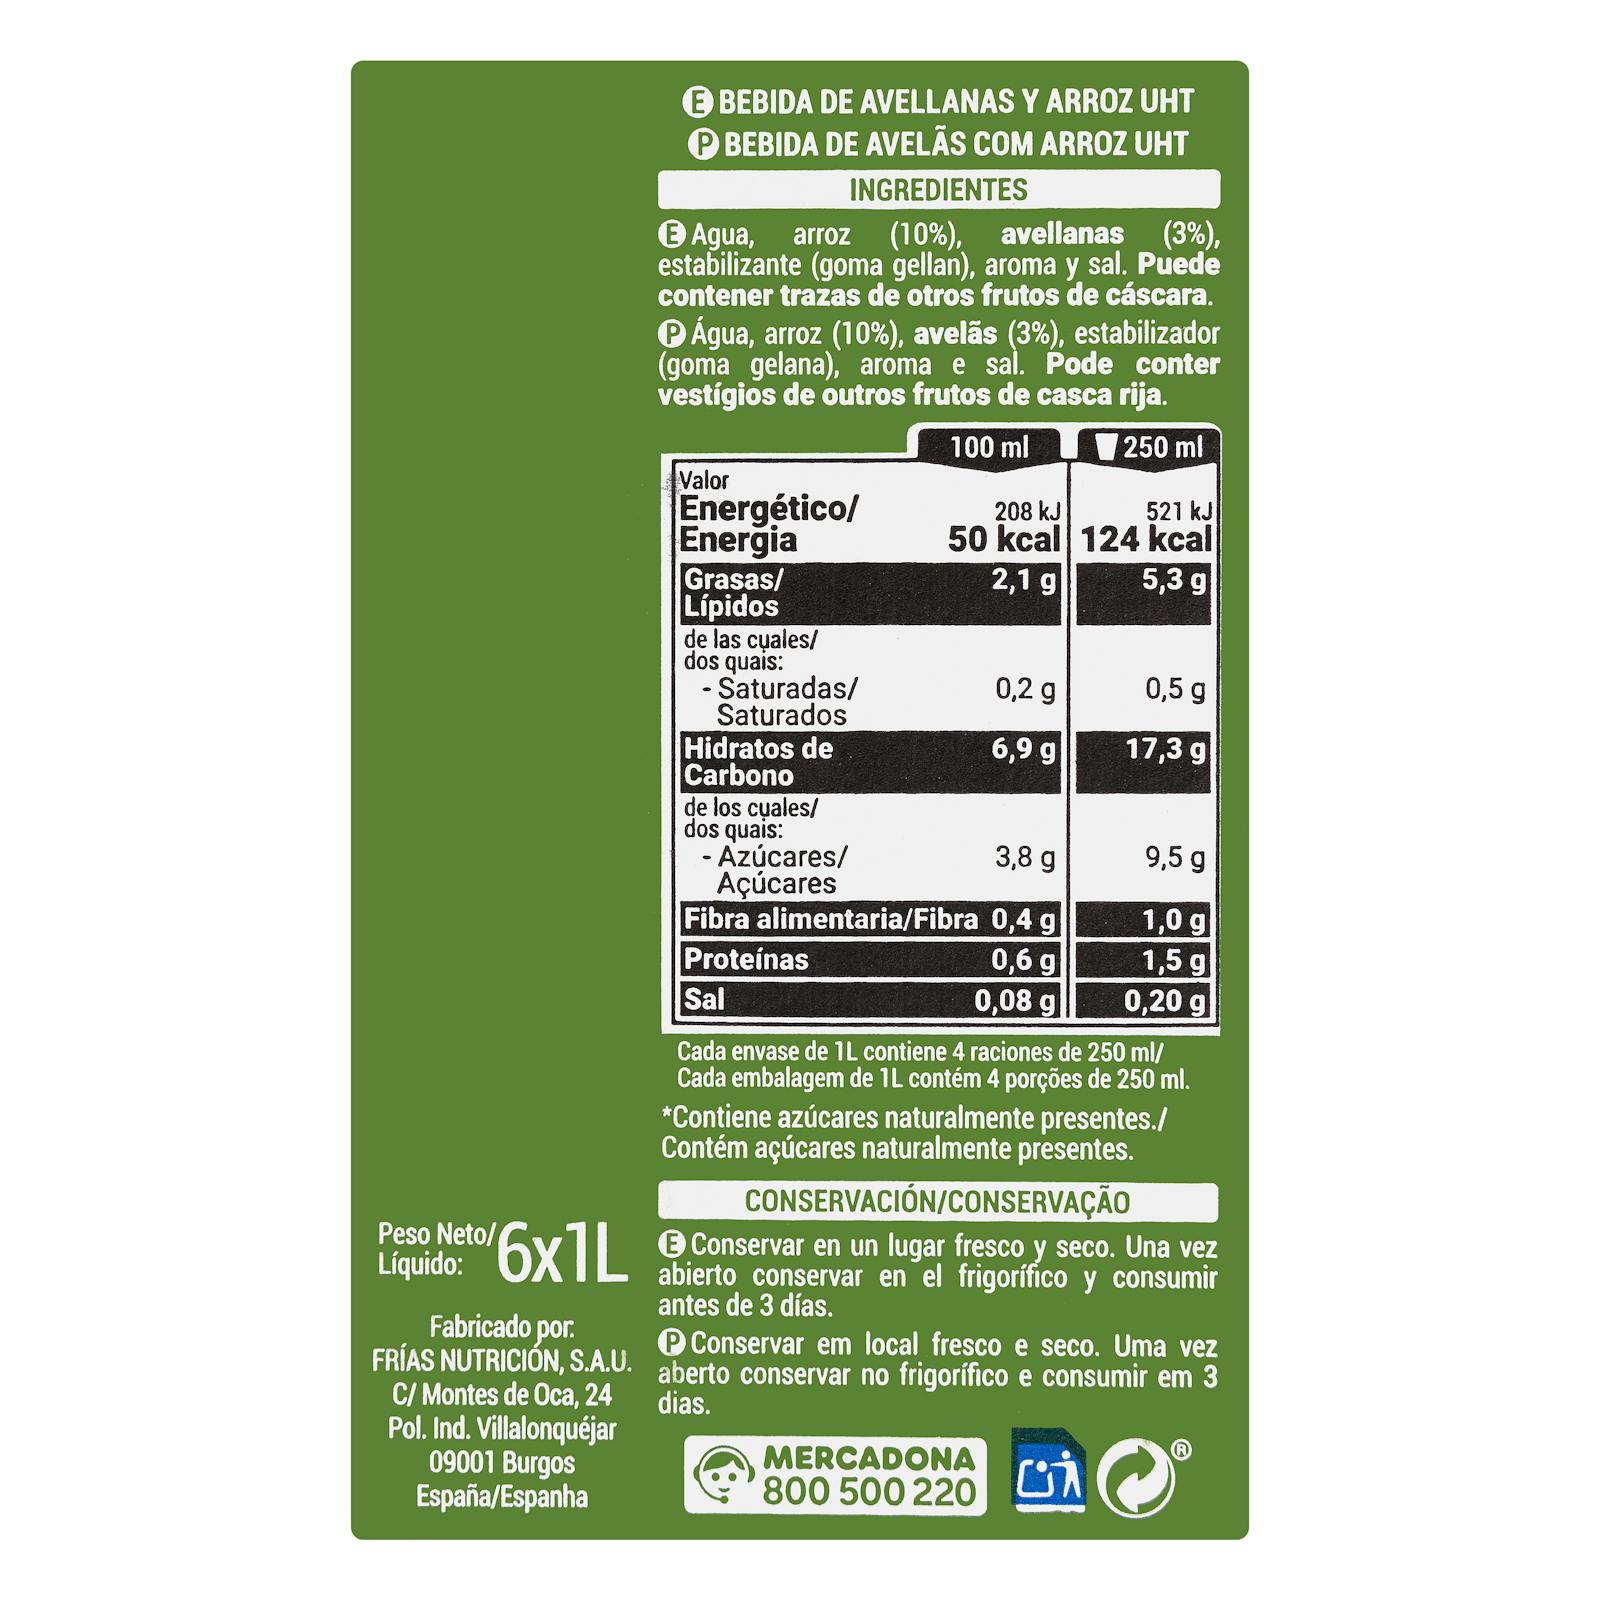 E BEBIDA DE AVELLANAS Y ARROZ UHT
P BEBIDA DE AVELÃS COM ARROZ UHT
INGREDIENTES
E Agua, arroz (10%), avellanas (3%),
estabilizante (goma gellan), aroma y sal. Puede
contener trazas de otros frutos de cáscara.
P Água, arroz (10%), avelãs (3%), estabilizador
(goma gelana), aroma e sal. Pode conter
vestígios de outros frutos de casca rija.
100 ml 250 ml
Valor
Energético/ 208 kJ 521 kJ
Energia 50 kcal 124 kcal
Grasas/ 2,1 g 5,3 g
Lípidos
de las cuales/
dos quais:
- Saturadas/ 0,2 g 0,5 g
Saturados
Hidratos de 6,9 g 17,3 g
Carbono
de los cuales/
dos quais:
- Azúcares/ 3,8 g 9,5 g
Açúcares
Fibra alimentaria/Fibra 0,4 g 1,0 g
Proteínas 0,6 g 1,5 g
Sal 0,08 g 0,20 g
Cada envase de 1L contiene 4 raciones de 250 ml/
Cada embalagem de 1L contém 4 porções de 250 ml.
*Contiene azúcares naturalmente presentes./
Contém açúcares naturalmente presentes.
CONSERVACIÓN/CONSERVAÇÃO
E Conservar en un lugar fresco y seco. Una vez
abierto conservar en el frigorífico y consumir
antes de 3 días.
P Conservar em local fresco e seco. Uma vez
aberto conservar no frigorífico e consumir em 3
dias.
MERCADONA
800 500 220
®
Peso Neto/
Líquido: 6x1L
Fabricado por:
FRÍAS NUTRICIÓN, S.A.U.
C/ Montes de Oca, 24
Pol. Ind. Villalonquéjar
09001 Burgos
España/Espanha